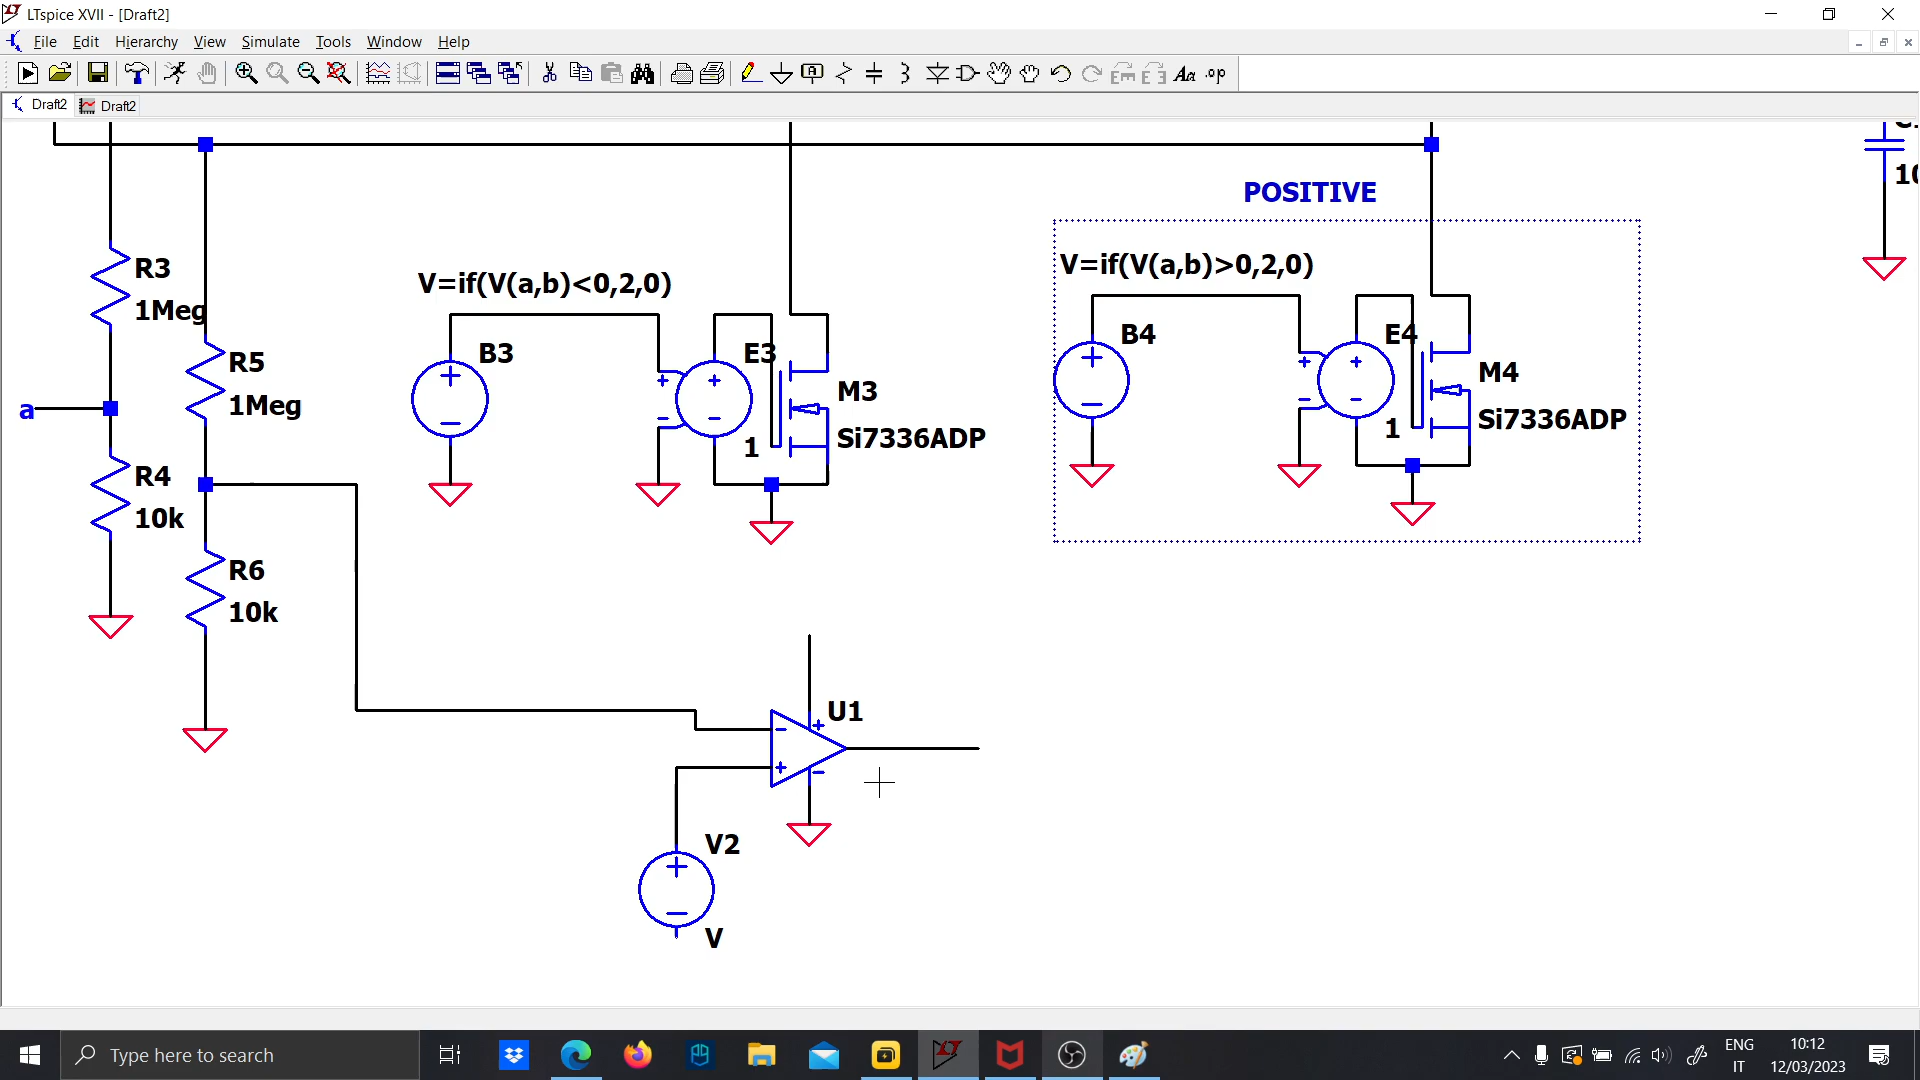 LTspice XVII - [Draft2]
File Edit Hierarchy View Simulate Tools Window Help
Draft2 Draft2
POSITIVE
10
R3
1Meg
V=if(V(a,b)<0,2,0)
V=if(V(a,b)>0,2,0)
B3
E3
B4
E4
R5
1Meg
M3
Si7336ADP
M4
Si7336ADP
a
1
1
R4
10k
R6
10k
U1
V2
V
Type here to search
ENG
IT
10:12
12/03/2023